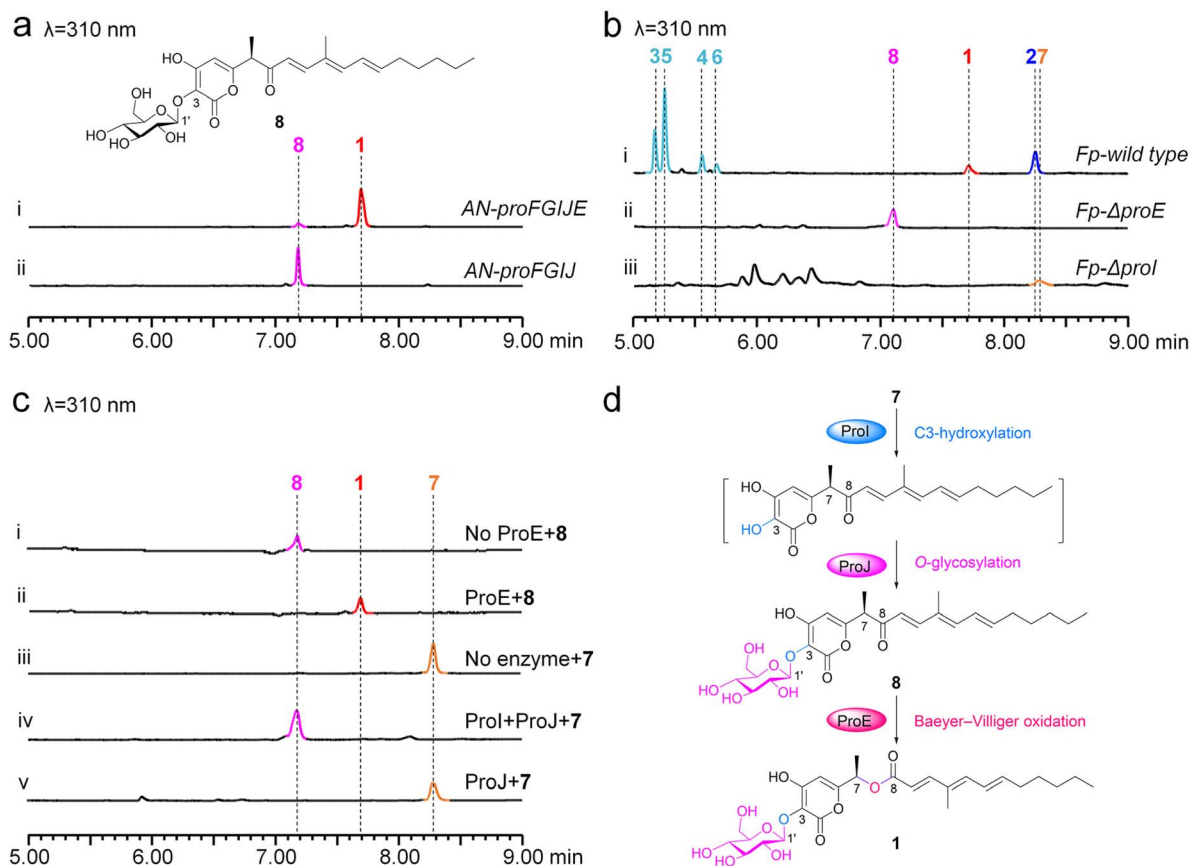 a λ=310 nm
HO
O
O
O
OH
O
HO
HO
OH
3
1'
8
8 1
i AN-proFGIJE
ii AN-proFGIJ
5.00 6.00 7.00 8.00 9.00 min
b λ=310 nm
35 4 6 8 1 27
i Fp-wild type
ii Fp-ΔproE
iii Fp-ΔproI
5.00 6.00 7.00 8.00 9.00 min
c λ=310 nm
8 1 7
i No ProE+8
ii ProE+8
iii No enzyme+7
iv ProI+ProJ+7
v ProJ+7
5.00 6.00 7.00 8.00 9.00 min
d
7
ProI C3-hydroxylation
HO
HO
3
O
O
7
8
O
ProJ O-glycosylation
HO
OH
O
O
3
O
7
8
O
HO
HO
OH
1'
O
8
ProE Baeyer–Villiger oxidation
HO
OH
O
O
3
O
7
O
8
O
HO
HO
OH
1'
O
1